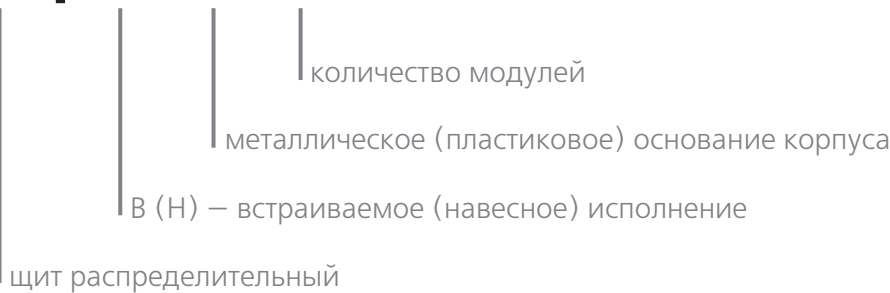 количество модулей
металлическое (пластиковое) основание корпуса
В (Н) — встраиваемое (навесное) исполнение
щит распределительный